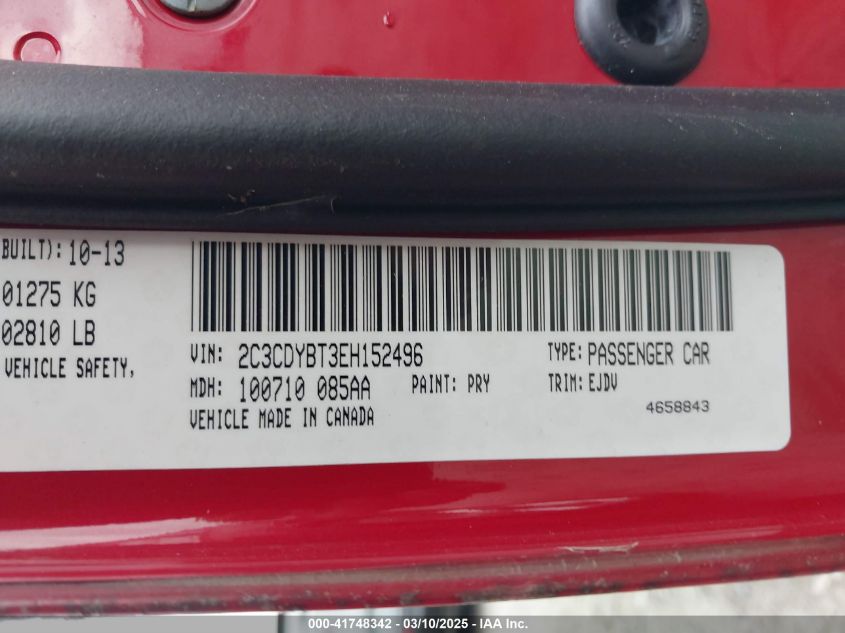 BUILT): 10-13
01275 KG
02810 LB
VEHICLE SAFETY,
VIN: 2C3CDYBT3EH152496
TYPE: PASSENGER CAR
MDH: 100710 085AA
PAINT: PRY
TRIM: EJDV
VEHICLE MADE IN CANADA
4658843
000-41748342 - 03/10/2025 - IAA Inc.